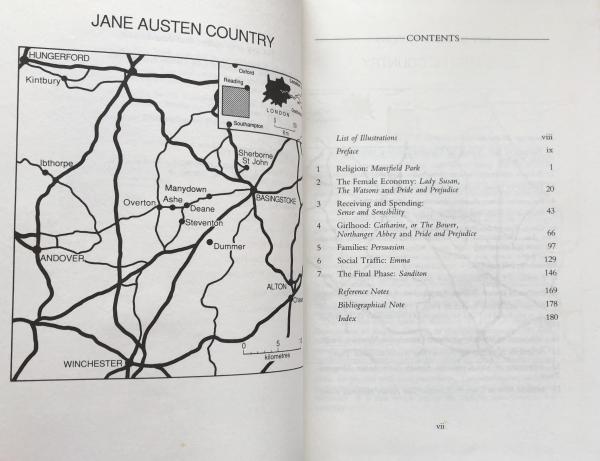 JANE AUSTEN COUNTRY
HUNGERFORD
Kintbury
Oxford
Reading
LONDON
Southampton
Km
Ibthorpe
Sherborne
St John
Manydown
Overton
Ashe
Deane
BASINGSTOKE
Steventon
Dummer
ANDOVER
ALTON
WINCHESTER
0 5
kilometres
CONTENTS
List of Illustrations viii
Preface ix
1 Religion: Mansfield Park 1
2 The Female Economy: Lady Susan,
The Watsons and Pride and Prejudice 20
3 Receiving and Spending:
Sense and Sensibility 43
4 Girlhood: Catharine, or The Bower,
Northanger Abbey and Pride and Prejudice 66
5 Families: Persuasion 97
6 Social Traffic: Emma 129
7 The Final Phase: Sanditon 146
Reference Notes 169
Bibliographical Note 178
Index 180
vii